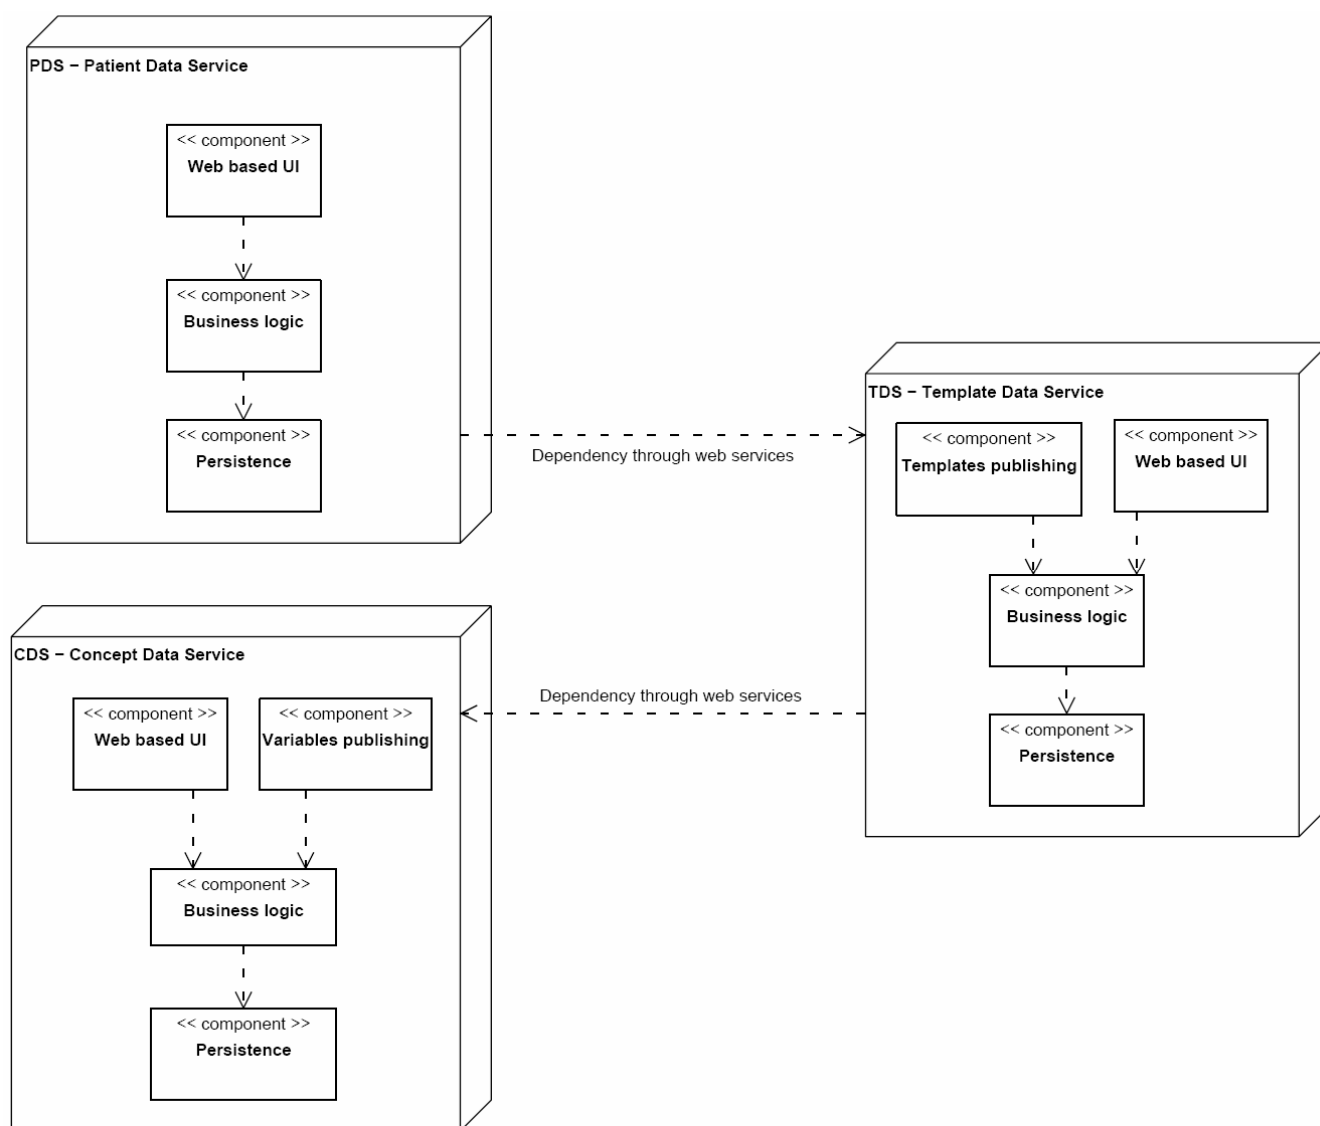 PDS – Patient Data Service
<< component >>
Web based UI
<< component >>
Business logic
<< component >>
Persistence
Dependency through web services
TDS – Template Data Service
<< component >>
Templates publishing
<< component >>
Web based UI
<< component >>
Business logic
<< component >>
Persistence
Dependency through web services
CDS – Concept Data Service
<< component >>
Web based UI
<< component >>
Variables publishing
<< component >>
Business logic
<< component >>
Persistence